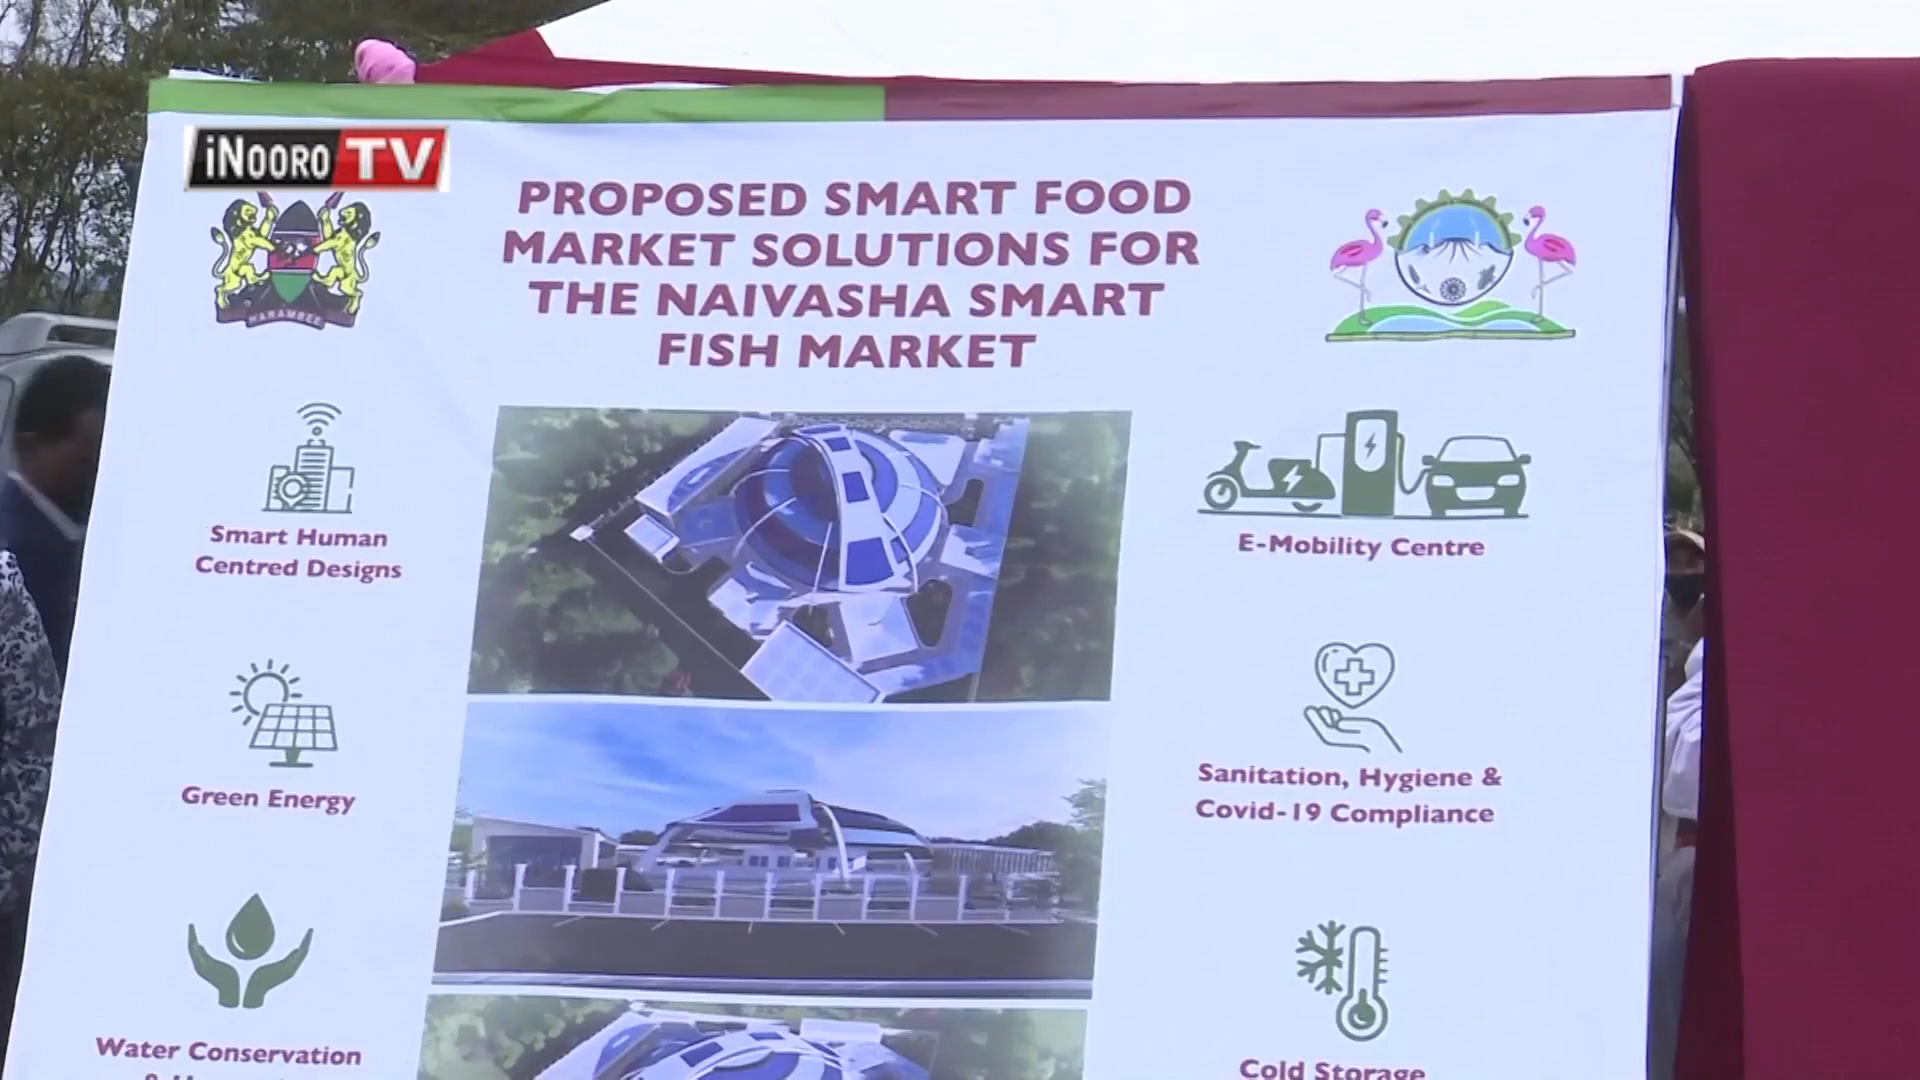 iNOORO TV
PROPOSED SMART FOOD
MARKET SOLUTIONS FOR
THE NAIVASHA SMART
FISH MARKET
HARAMBEE
Smart Human
Centred Designs
E-Mobility Centre
Green Energy
Sanitation, Hygiene &
Covid-19 Compliance
Water Conservation
Cold Storage